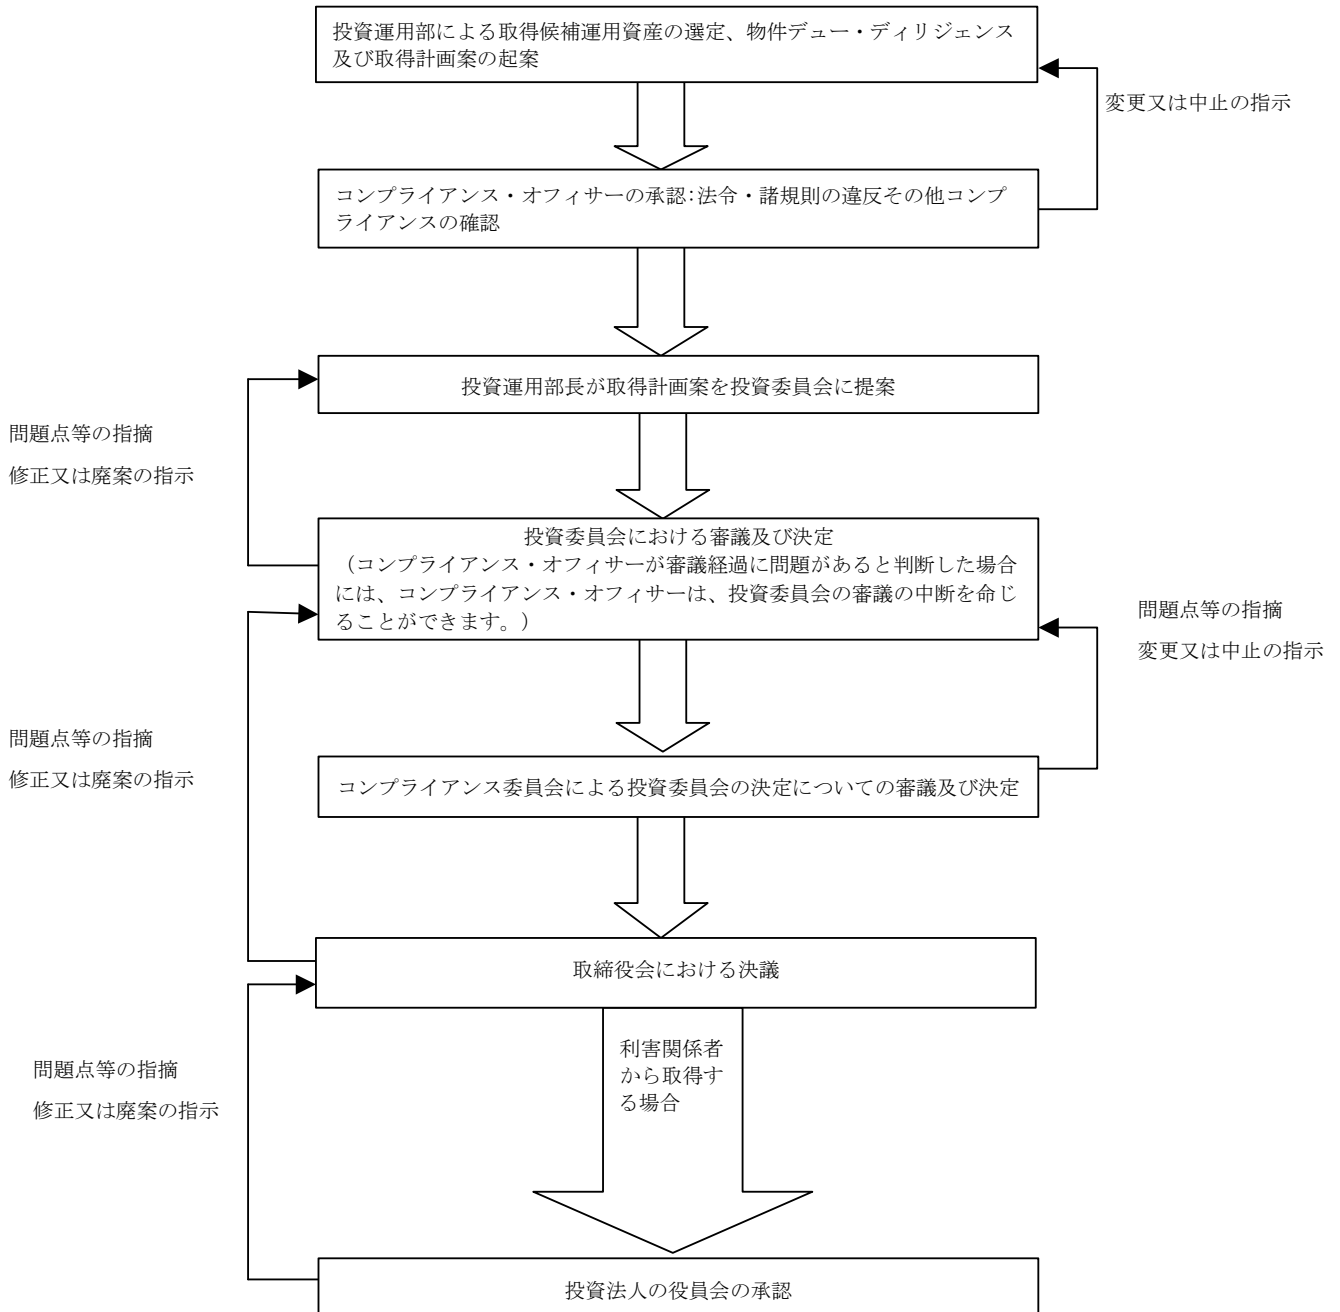 投資運用部による取得候補運用資産の選定、物件デュー・ディリジェンス
及び取得計画案の起案
変更又は中止の指示
コンプライアンス・オフィサーの承認:法令・諸規則の違反その他コンプ
ライアンスの確認
投資運用部長が取得計画案を投資委員会に提案
問題点等の指摘
修正又は廃案の指示
投資委員会における審議及び決定
（コンプライアンス・オフィサーが審議経過に問題があると判断した場合
には、コンプライアンス・オフィサーは、投資委員会の審議の中断を命じ
ることができます。）
問題点等の指摘
変更又は中止の指示
問題点等の指摘
修正又は廃案の指示
コンプライアンス委員会による投資委員会の決定についての審議及び決定
取締役会における決議
利害関係者
から取得す
る場合
問題点等の指摘
修正又は廃案の指示
投資法人の役員会の承認